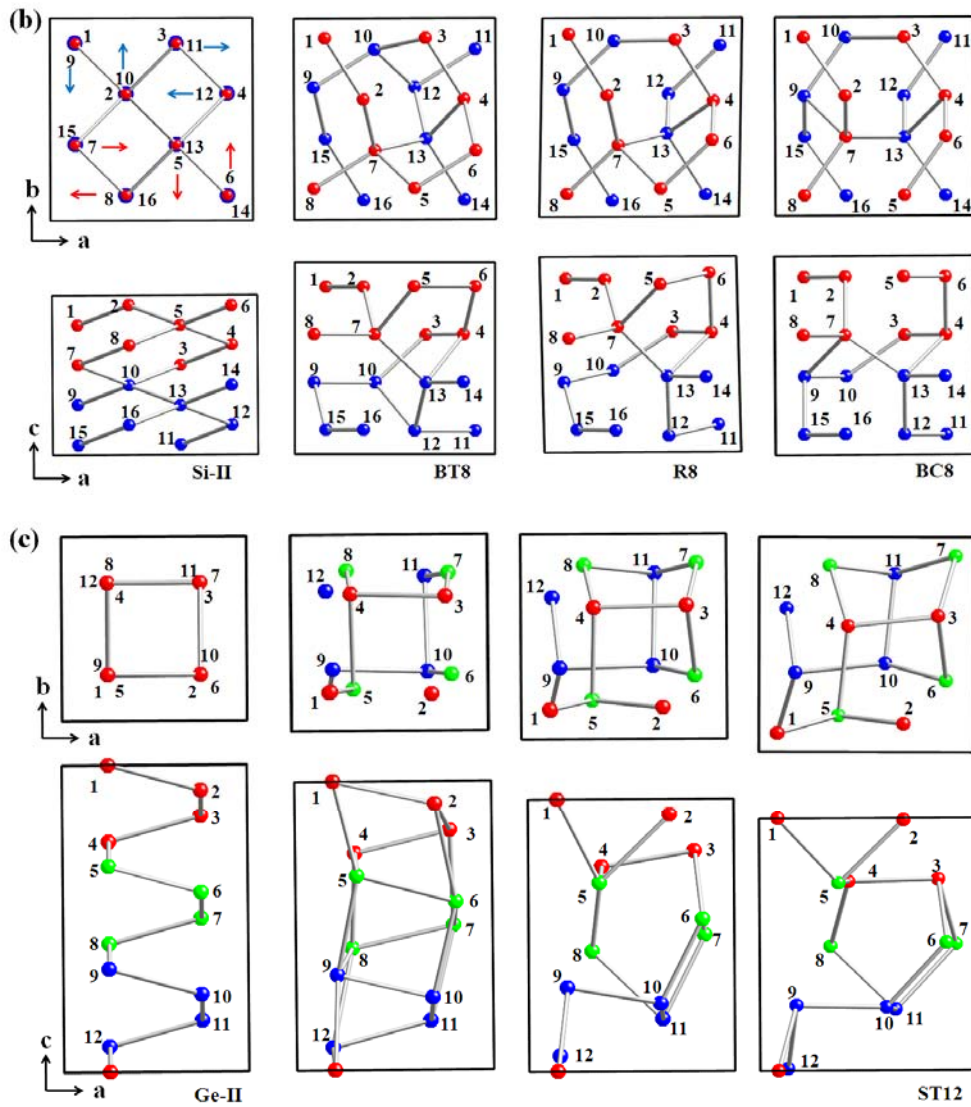 (b)
1 3 11
9
10
2 12 4
15 7 13
5 6
8 16 14
b
a
1 10 3 11
9 2 12 4
15 7 13 6
8 16 5 14
1 10 3 11
9 2 12 4
15 7 13 6
8 16 5 14
10 3 11
1
9 2 12 4
15 7 13 6
8 16 5 14
1 2 5 6
8 4
7 3
10 13 14
9 16 12
15 11
c
a
Si-II
1 2 5 6
8 7 3 4
9 10 13 14
15 16 12 11
BT8
1 2 5 6
8 7 3 4
9 10 13 14
15 16 12 11
R8
1 2 5 6
8 7 3 4
9 10 13 14
15 16 12 11
BC8
(c)
8 11 7
12 4 3
9 10
1 5 2 6
b
a
8 11 7
12 4 3
9 10 6
1 5 2
8 11 7
12 4 3
9 10 6
1 5 2
8 11 7
12 4 3
9 10 6
1 5 2
1 2
3
4
5 6
7
8
9 10
11
12
c
a
Ge-II
1 2
4 3
5 6
7
9 8
10
12 11
1 2
4 3
5
6
7
8
9 10
11
12
1 2
5 4 3
6 7
8
9
10 11
12
ST12